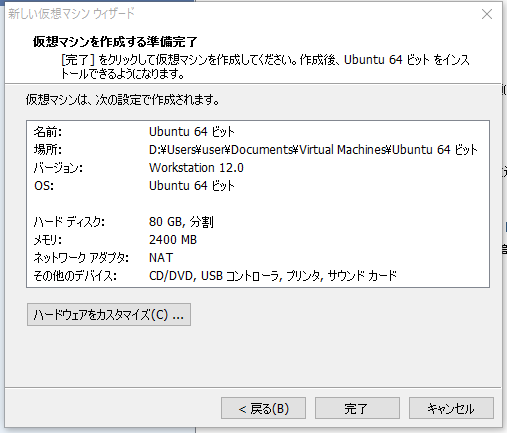 新しい仮想マシン ウィザード
仮想マシンを作成する準備完了
[完了] をクリックして仮想マシンを作成してください。作成後、Ubuntu 64 ビット をインス
トールできるようになります。
仮想マシンは、次の設定で作成されます。
名前: Ubuntu 64 ビット
場所: D:¥Users¥user¥Documents¥Virtual Machines¥Ubuntu 64 ビット
バージョン: Workstation 12.0
OS: Ubuntu 64 ビット
ハード ディスク: 80 GB, 分割
メモリ: 2400 MB
ネットワーク アダプタ: NAT
その他のデバイス: CD/DVD, USB コントローラ, プリンタ, サウンド カード
ハードウェアをカスタマイズ(C) ...
< 戻る(B)
完了
キャンセル